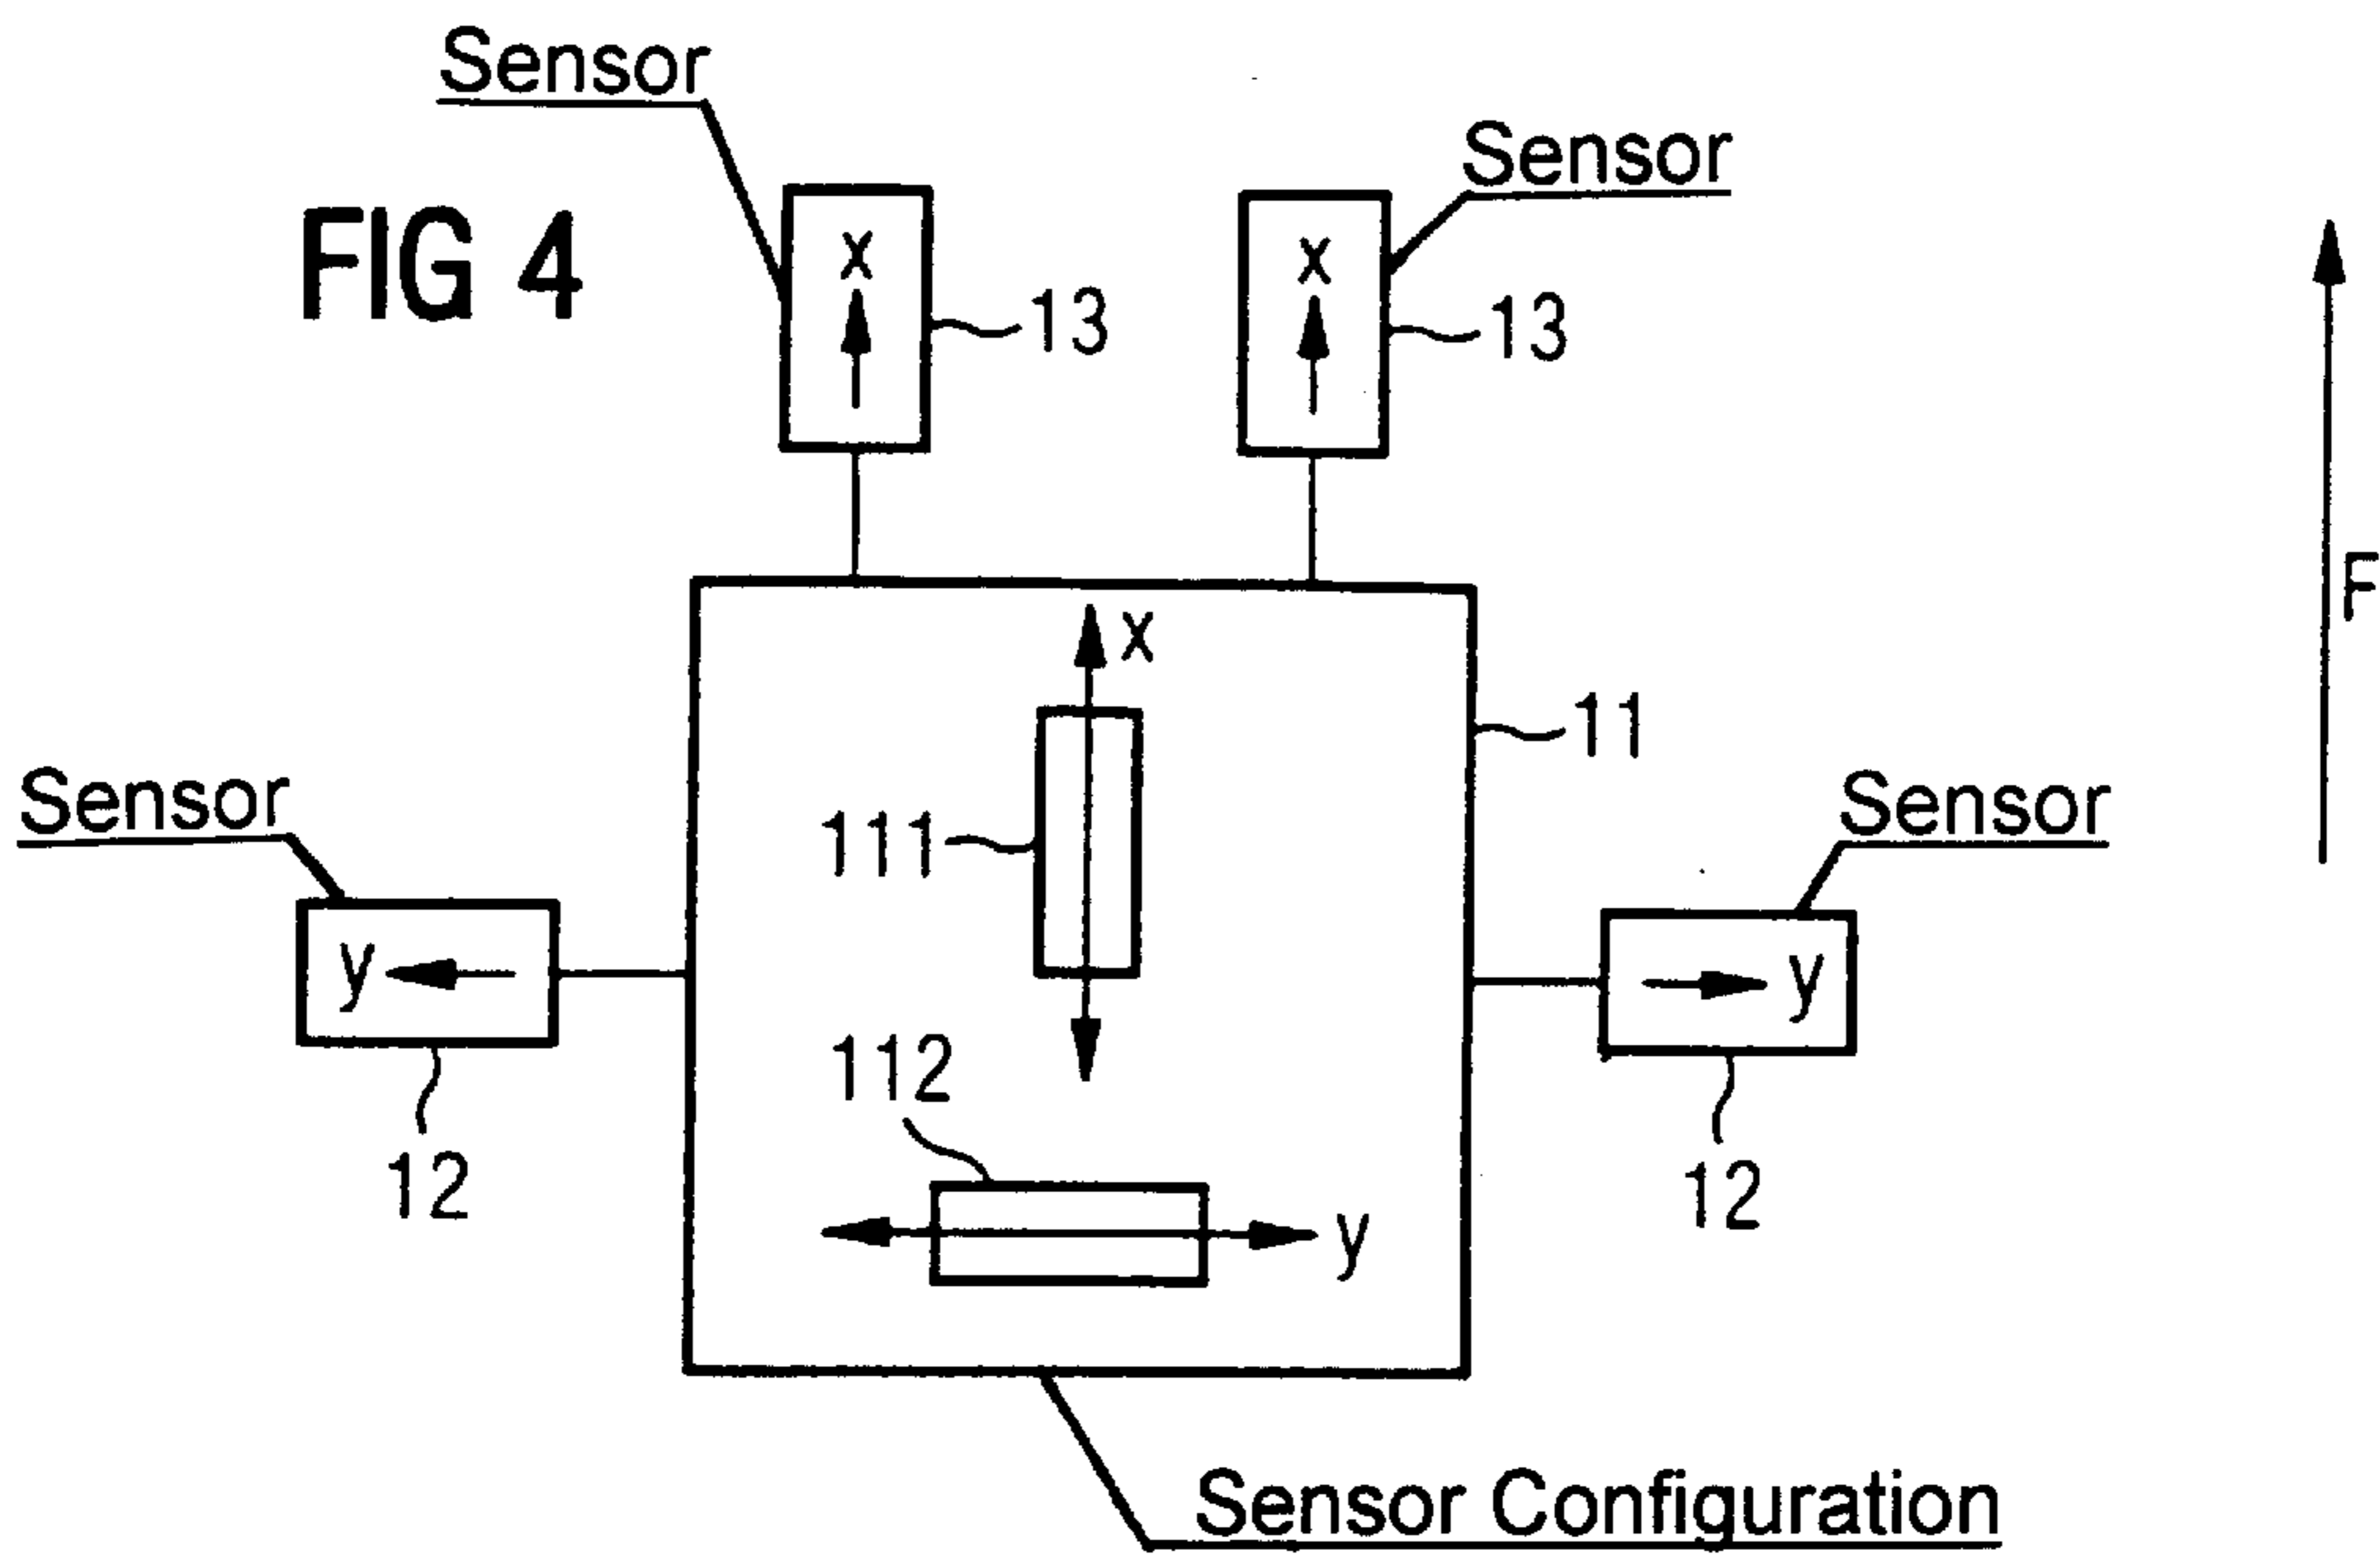 Sensor
Sensor
FIG 4
x
x
13
13
F
x
11
Sensor
111
Sensor
y
y
112
12
12
y
Sensor Configuration